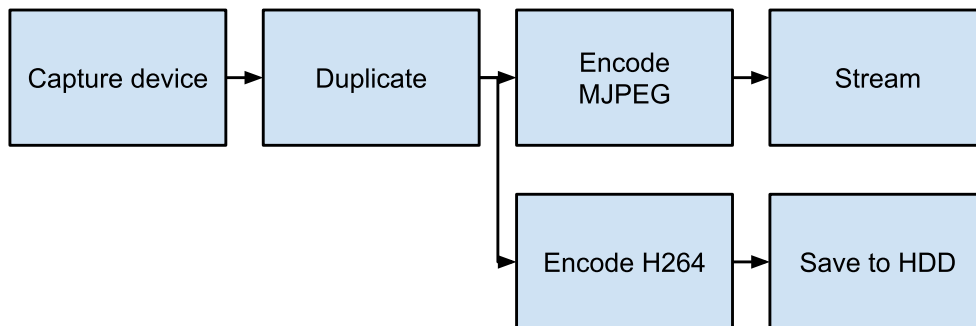 Capture device
Duplicate
Encode
MJPEG
Stream
Encode H264
Save to HDD